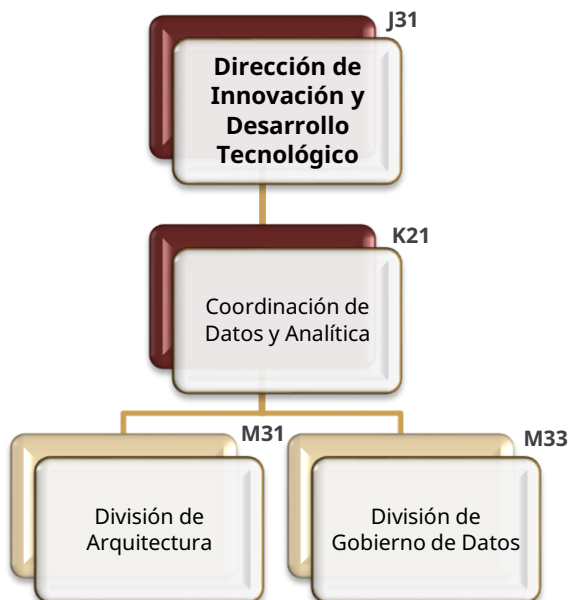 J31
Dirección de
Innovación y
Desarrollo
Tecnológico
K21
Coordinación de
Datos y Analítica
M31
División de
Arquitectura
M33
División de
Gobierno de Datos